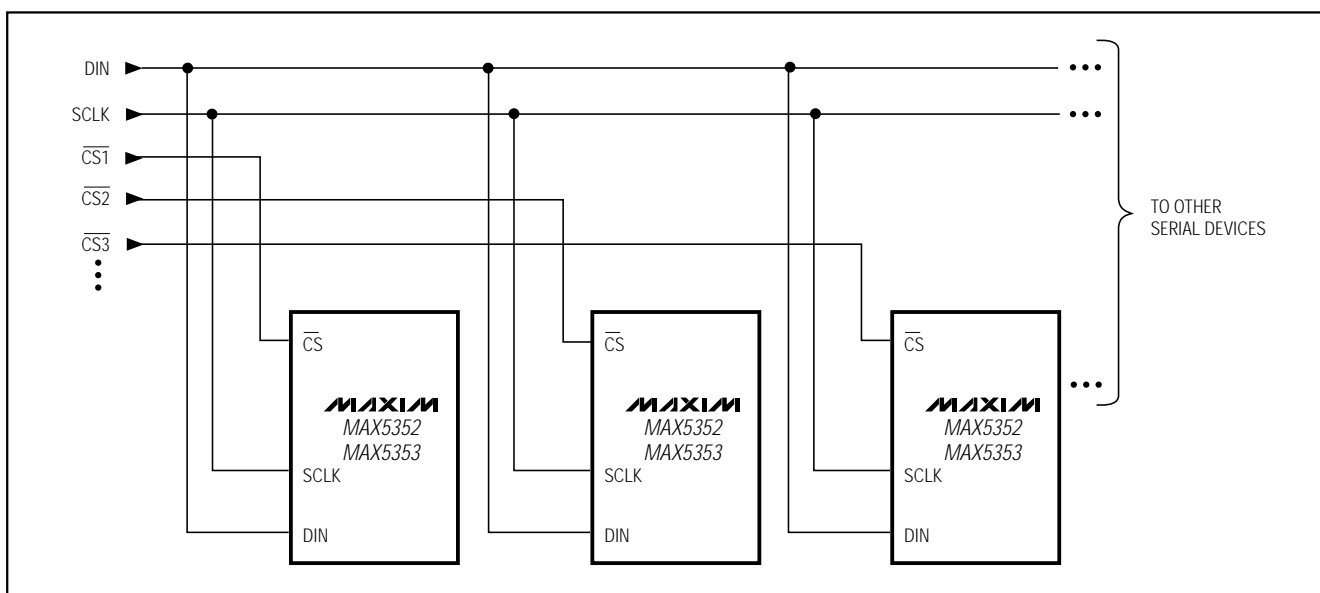 DIN
SCLK
CS1
CS2
CS3
TO OTHER
SERIAL DEVICES
CS
MAXIM
MAX5352
MAX5353
SCLK
DIN
CS
MAXIM
MAX5352
MAX5353
SCLK
DIN
CS
MAXIM
MAX5352
MAX5353
SCLK
DIN